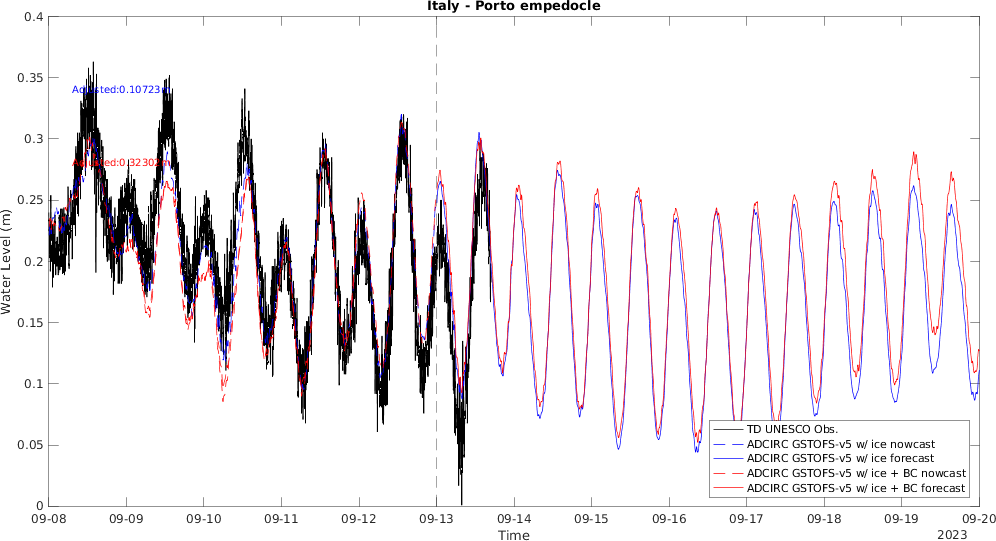 Italy - Porto empedocle
Water Level (m)
0.4
0.35
0.3
0.25
0.2
0.15
0.1
0.05
0
Adjusted:0.10723
Adjusted:0.32302
TD UNESCO Obs.
ADCIRC GSTOFS-v5 w/ ice nowcast
ADCIRC GSTOFS-v5 w/ ice forecast
ADCIRC GSTOFS-v5 w/ ice + BC nowcast
ADCIRC GSTOFS-v5 w/ ice + BC forecast
09-08 09-09 09-10 09-11 09-12 09-13 09-14 09-15 09-16 09-17 09-18 09-19 09-20
Time
2023